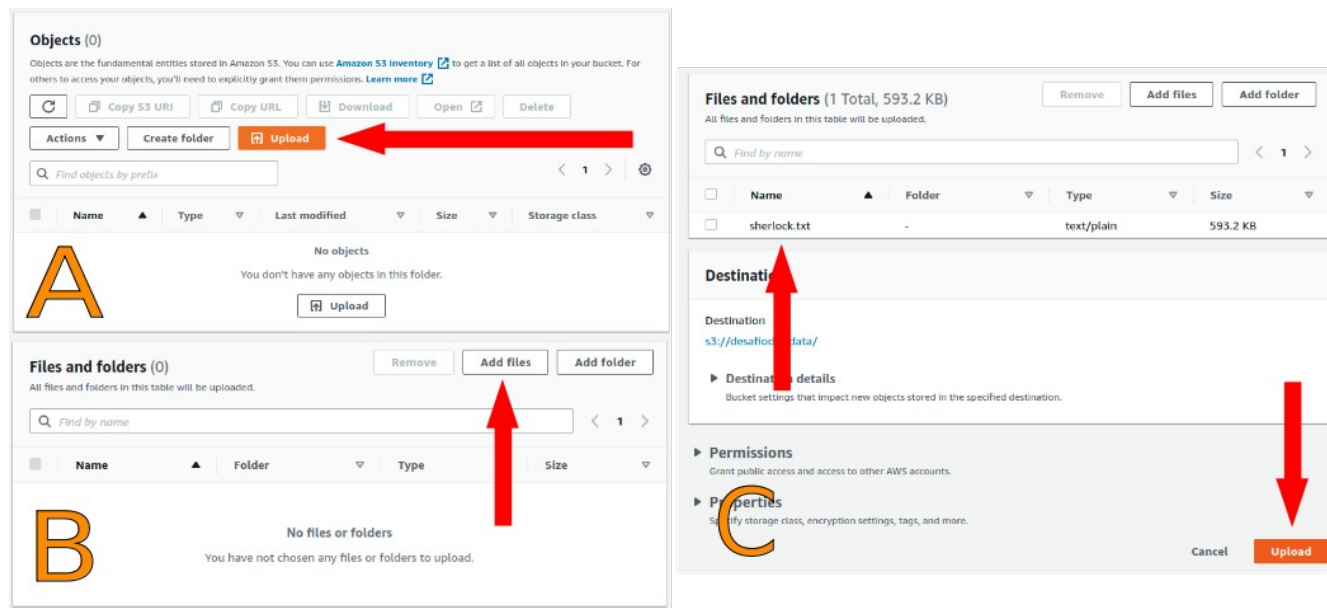 Objects (0)
Objects are the fundamental entities stored in Amazon S3. You can use Amazon S3 inventory to get a list of all objects in your bucket. For
others to access your objects, you'll need to explicitly grant them permissions. Learn more
Copy S3 URI Copy URL Download Open Delete
Actions Create folder Upload
Find objects by prefix 1
Name Type Last modified Size Storage class
No objects
You don't have any objects in this folder.
Upload
A
Files and folders (0) Remove Add files Add folder
All files and folders in this table will be uploaded.
Find by name 1
Name Folder Type Size
No files or folders
You have not chosen any files or folders to upload.
B
Files and folders (1 Total, 593.2 KB) Remove Add files Add folder
All files and folders in this table will be uploaded.
Find by name 1
Name Folder Type Size
sherlock.txt - text/plain 593.2 KB
Destination
Destination
data/
Destination details
Bucket settings that impact new objects stored in the specified destination.
Permissions
Grant public access and access to other AWS accounts.
Properties
Specify storage class, encryption settings, tags, and more.
C
Cancel Upload